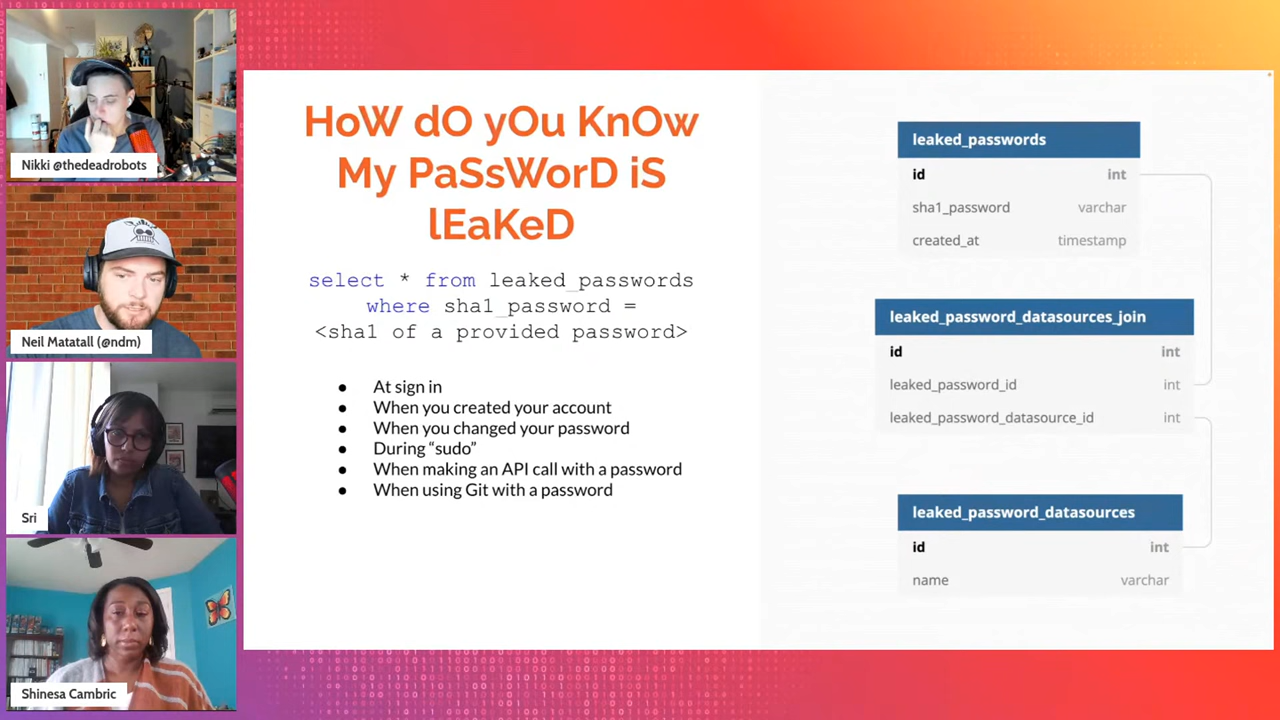 Nikki @thedeadrobots
Neil Matatall (@ndm)
Sri
Shinesa Cambric
HoW dO yOu KnOw
My PaSsWorD iS
lEaKeD
select * from leaked_passwords
where sha1_password =
<sha1 of a provided password>
● At sign in
● When you created your account
● When you changed your password
● During “sudo”
● When making an API call with a password
● When using Git with a password
leaked_passwords
id int
sha1_password varchar
created_at timestamp
leaked_password_datasources_join
id int
leaked_password_id int
leaked_password_datasource_id int
leaked_password_datasources
id int
name varchar